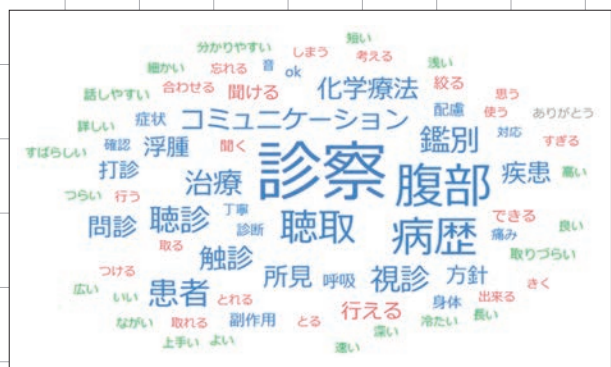 短い
分かりやすい しまう 考える
細かい 忘れる 音 ok 浅い
話しやすい 合わせる 聞ける 化学療法 絞る 思う
詳しい 症状 コミュニケーション 配慮 使う ありがとう
すばらしい 確認 浮腫 聞く 診察 鑑別 対応 すぎる
打診 治療 腹部 疾患 高い
つらい 行う 丁寧 できる
問診 聴診 診断 聴取 病歴 痛み 良い
取る 触診 取りづらい
つける 所見 呼吸 視診 方針 きく
広い いい 患者 とれる 行える 身体 出来る
ながい 取れる 副作用 とる 冷たい 長い
上手い よい 深い
速い